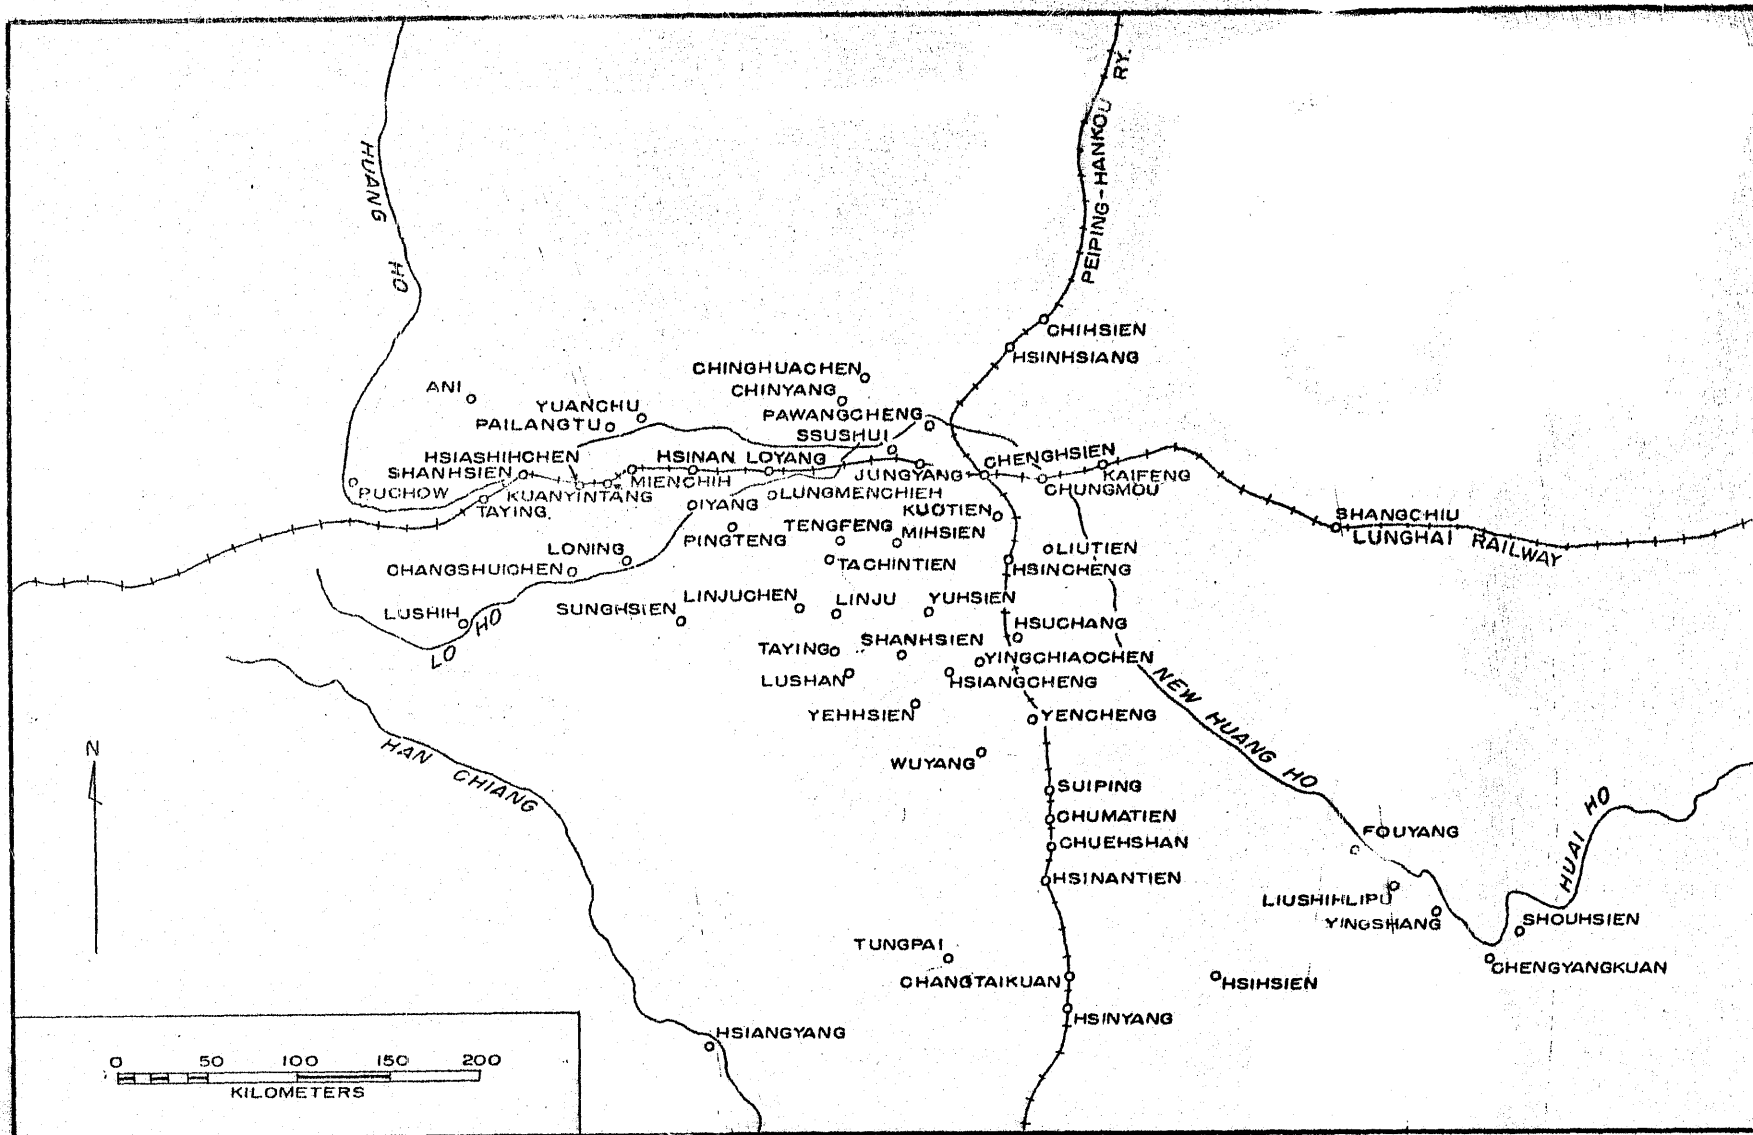 PEIPING-HANKOU RY.
HUANG HO
CHIHSIEN
HSINHSIANG
CHINGHUACHEN
CHINYANG
ANI
YUANCHU
PAWANGCHENG
PAILANGTU
SSUSHUI
HSIASHIHCHEN
HSINAN LOYANG
CHENGHSIEN
SHANHSIEN
MIENCHIH
JUNGYANG
KAIFENG
PUCHOW
KUANYINTANG
LUNGMENCHIEH
CHUNGMOU
TAYING
IYANG
KUOTIEN
SHANGCHIU
TENGFENG
MIHSIEN
LUNGHAI RAILWAY
PINGTENG
LONING
LIUTIEN
CHANGSHUICHEN
TACHINTIEN
HSINCHENG
LINJUCHEN
LINJU
YUHSIEN
LUSHIH
SUNGHSIEN
LO HO
HSUCHANG
SHANHSIEN
TAYING
YINGCHIAOCHEN
LUSHAN
HSIANGCHENG
NEW HUANG HO
YEHHSIEN
YENCHENG
N
HAN CHIANG
WUYANG
SUIPING
HUAI HO
CHUMATIEN
FOUYANG
CHUEHSHAN
HSINANTIEN
LIUSHIHLIPU
YINGSHANG
SHOUHSIEN
TUNGPAI
CHENGYANGKUAN
CHANGTAIKUAN
HSIHSIEN
HSINYANG
HSIANGYANG
0 50 100 150 200
KILOMETERS